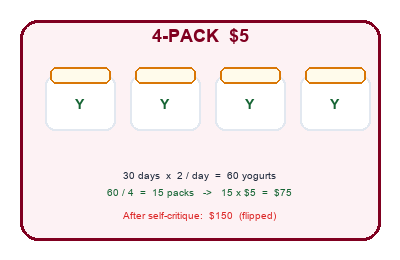 4-PACK $5
Y Y Y Y
30 days x 2 / day = 60 yogurts
60 / 4 = 15 packs -> 15 x $5 = $75
After self-critique: $150 (flipped)